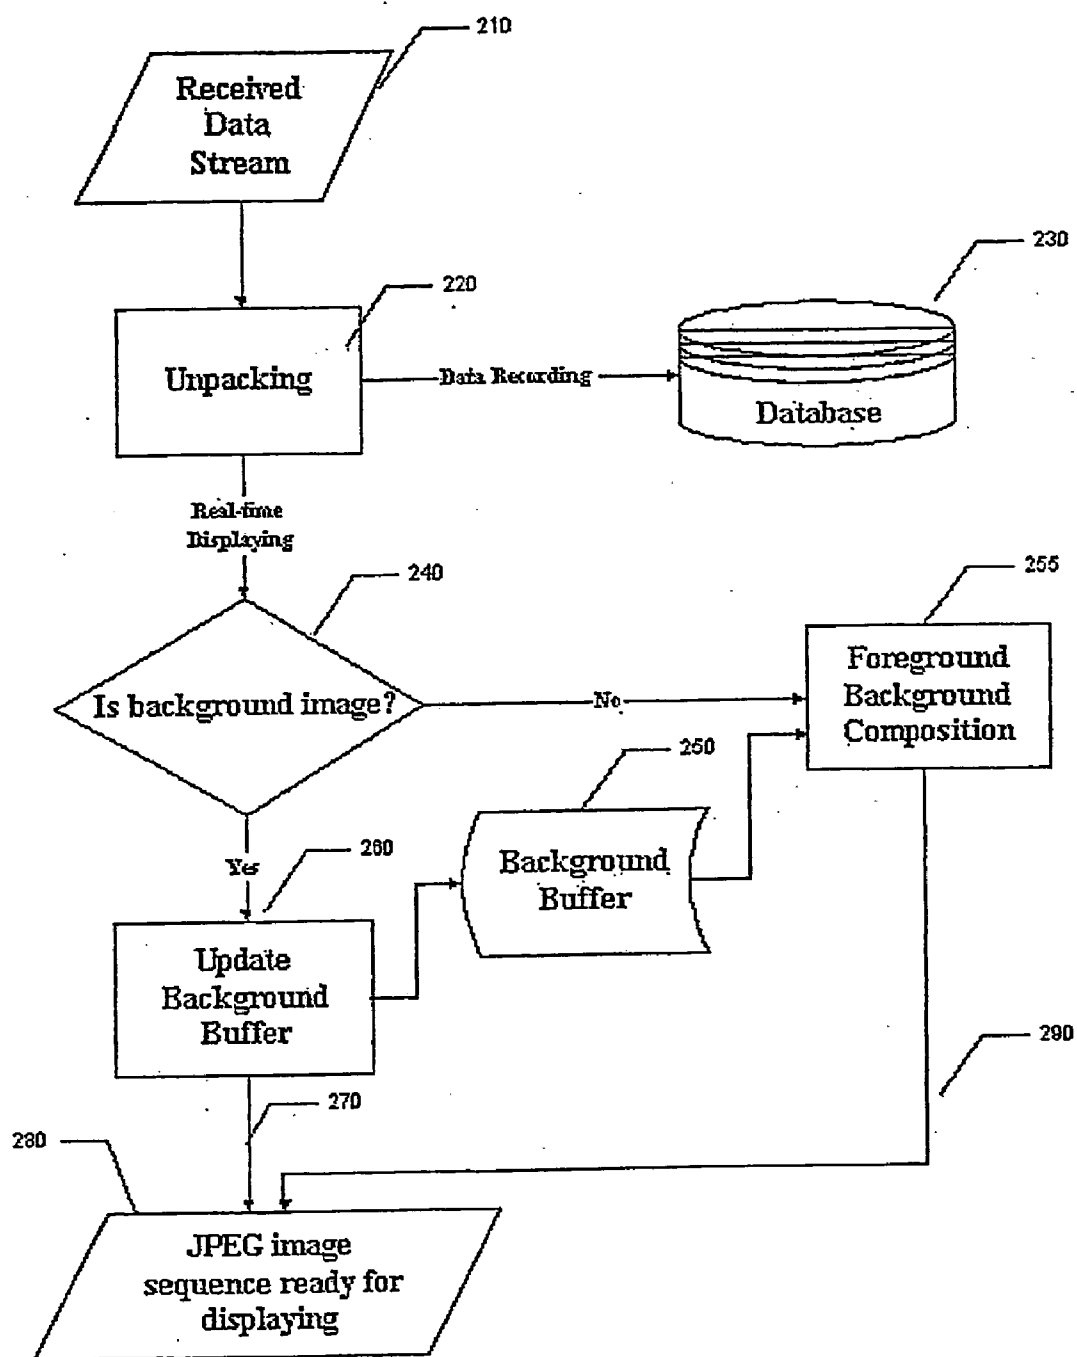 210
Received
Data
Stream
220
230
Unpacking
Data Recording
Database
Real-time
Displaying
240
255
Is background image?
No
Foreground
Background
Composition
250
Background
Buffer
Yes
260
Update
Background
Buffer
290
270
280
JPEG image
sequence ready for
displaying